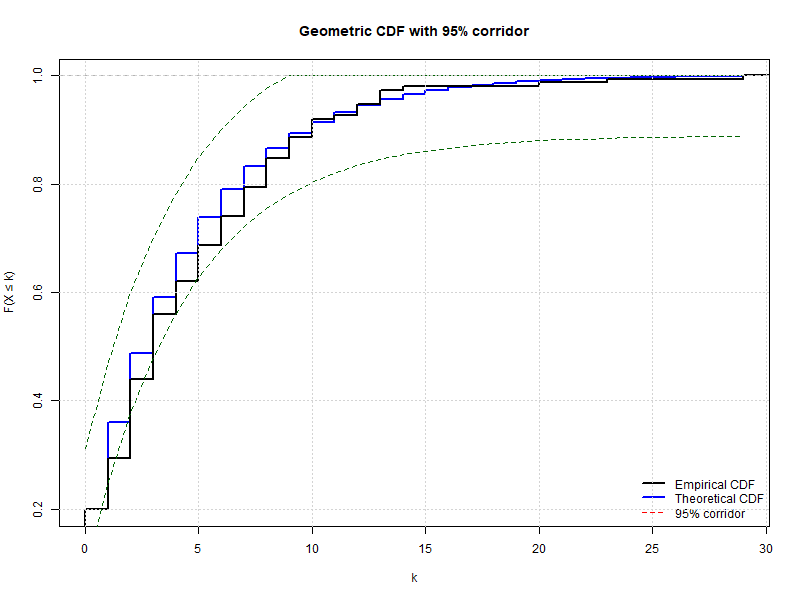 Geometric CDF with 95% corridor
F(X ≤ k)
1.0
0.8
0.6
0.4
0.2
Empirical CDF
Theoretical CDF
95% corridor
0 5 10 15 20 25 30
k